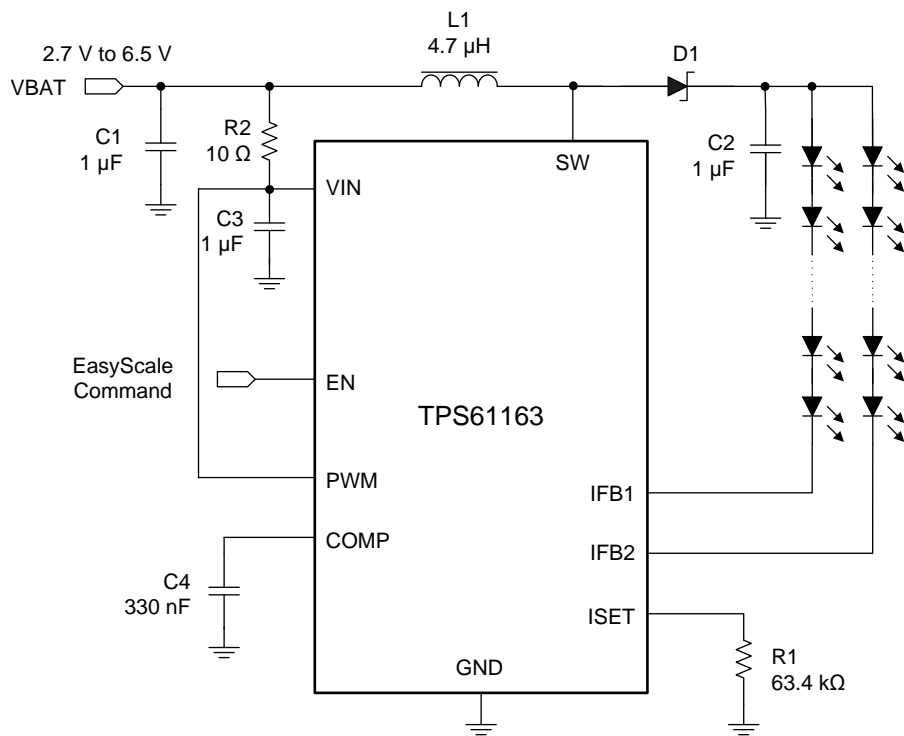 L1
4.7 µH
D1
2.7 V to 6.5 V
VBAT
C1
1 µF
R2
10 Ω
SW
C2
1 µF
VIN
C3
1 µF
EasyScale
Command
EN
TPS61163
PWM
IFB1
COMP
IFB2
C4
330 nF
ISET
GND
R1
63.4 kΩ